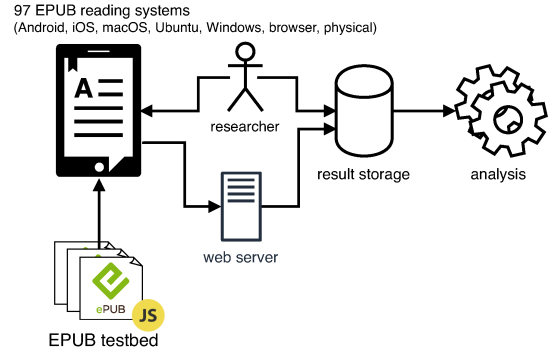 97 EPUB reading systems
(Android, iOS, macOS, Ubuntu, Windows, browser, physical)
A
researcher
result storage
analysis
web server
ePUB
JS
EPUB testbed